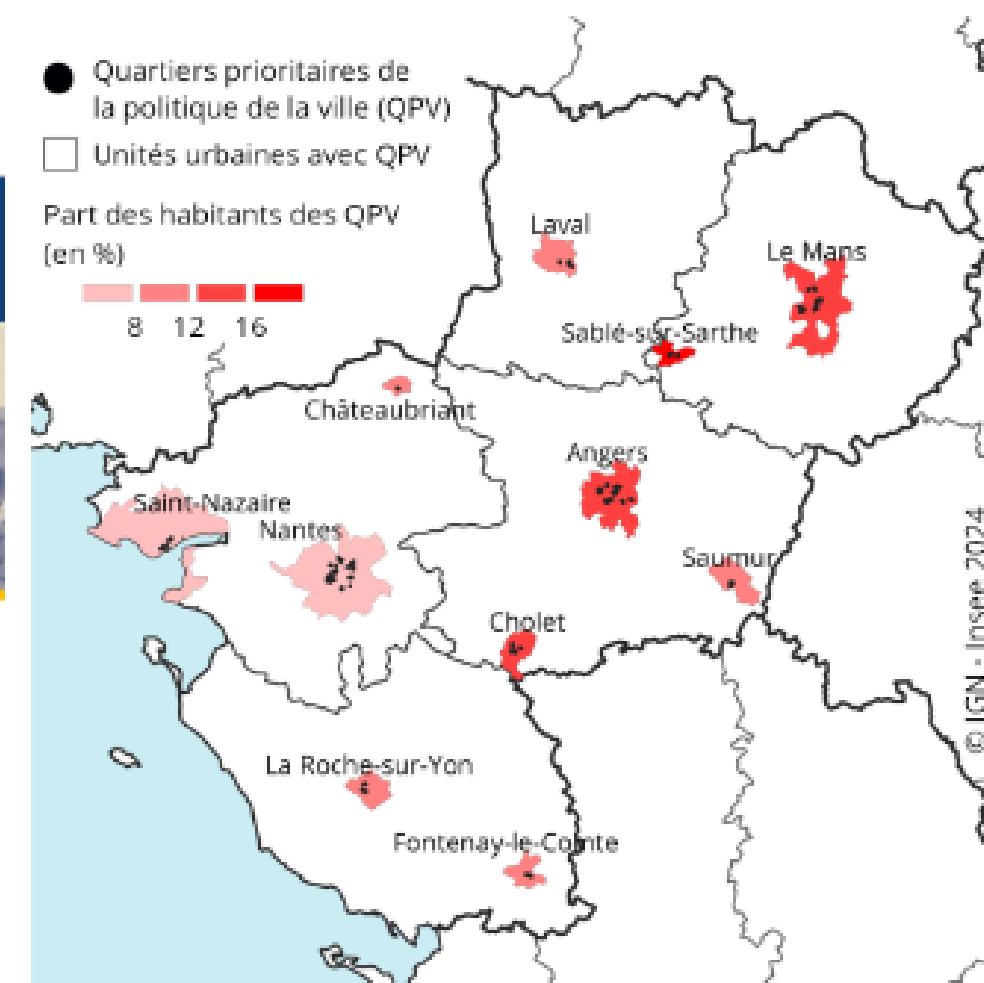 Quartiers prioritaires de
la politique de la ville (QPV)
Unités urbaines avec QPV
Part des habitants des QPV
(en %)
8 12 16
Laval
Le Mans
Sablé-sur-Sarthe
Châteaubriant
Angers
Saint-Nazaire
Nantes
Saumur
Cholet
La Roche-sur-Yon
Fontenay-le-Comte
© IGN - Insee 2024